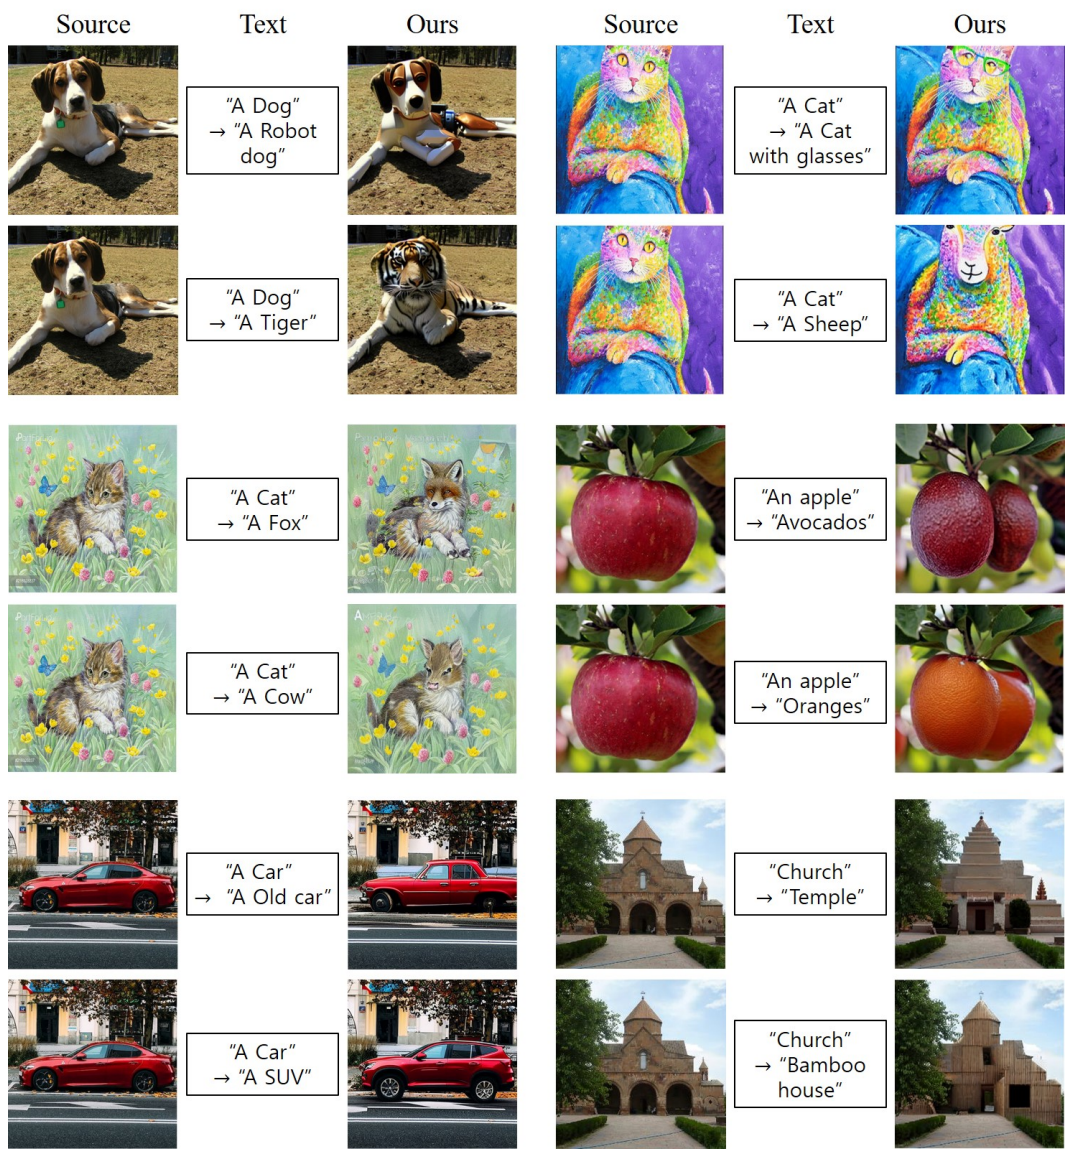 Source Text Ours Source Text Ours
“A Dog”
→ “A Robot
dog”
“A Cat”
→ “A Cat
with glasses”
“A Dog”
→ “A Tiger”
“A Cat”
→ “A Sheep”
“A Cat”
→ “A Fox”
“An apple”
→ “Avocados”
“A Cat”
→ “A Cow”
“An apple”
→ “Oranges”
“A Car”
→ “A Old car”
“Church”
→ “Temple”
“A Car”
→ “A SUV”
“Church”
→ “Bamboo
house”